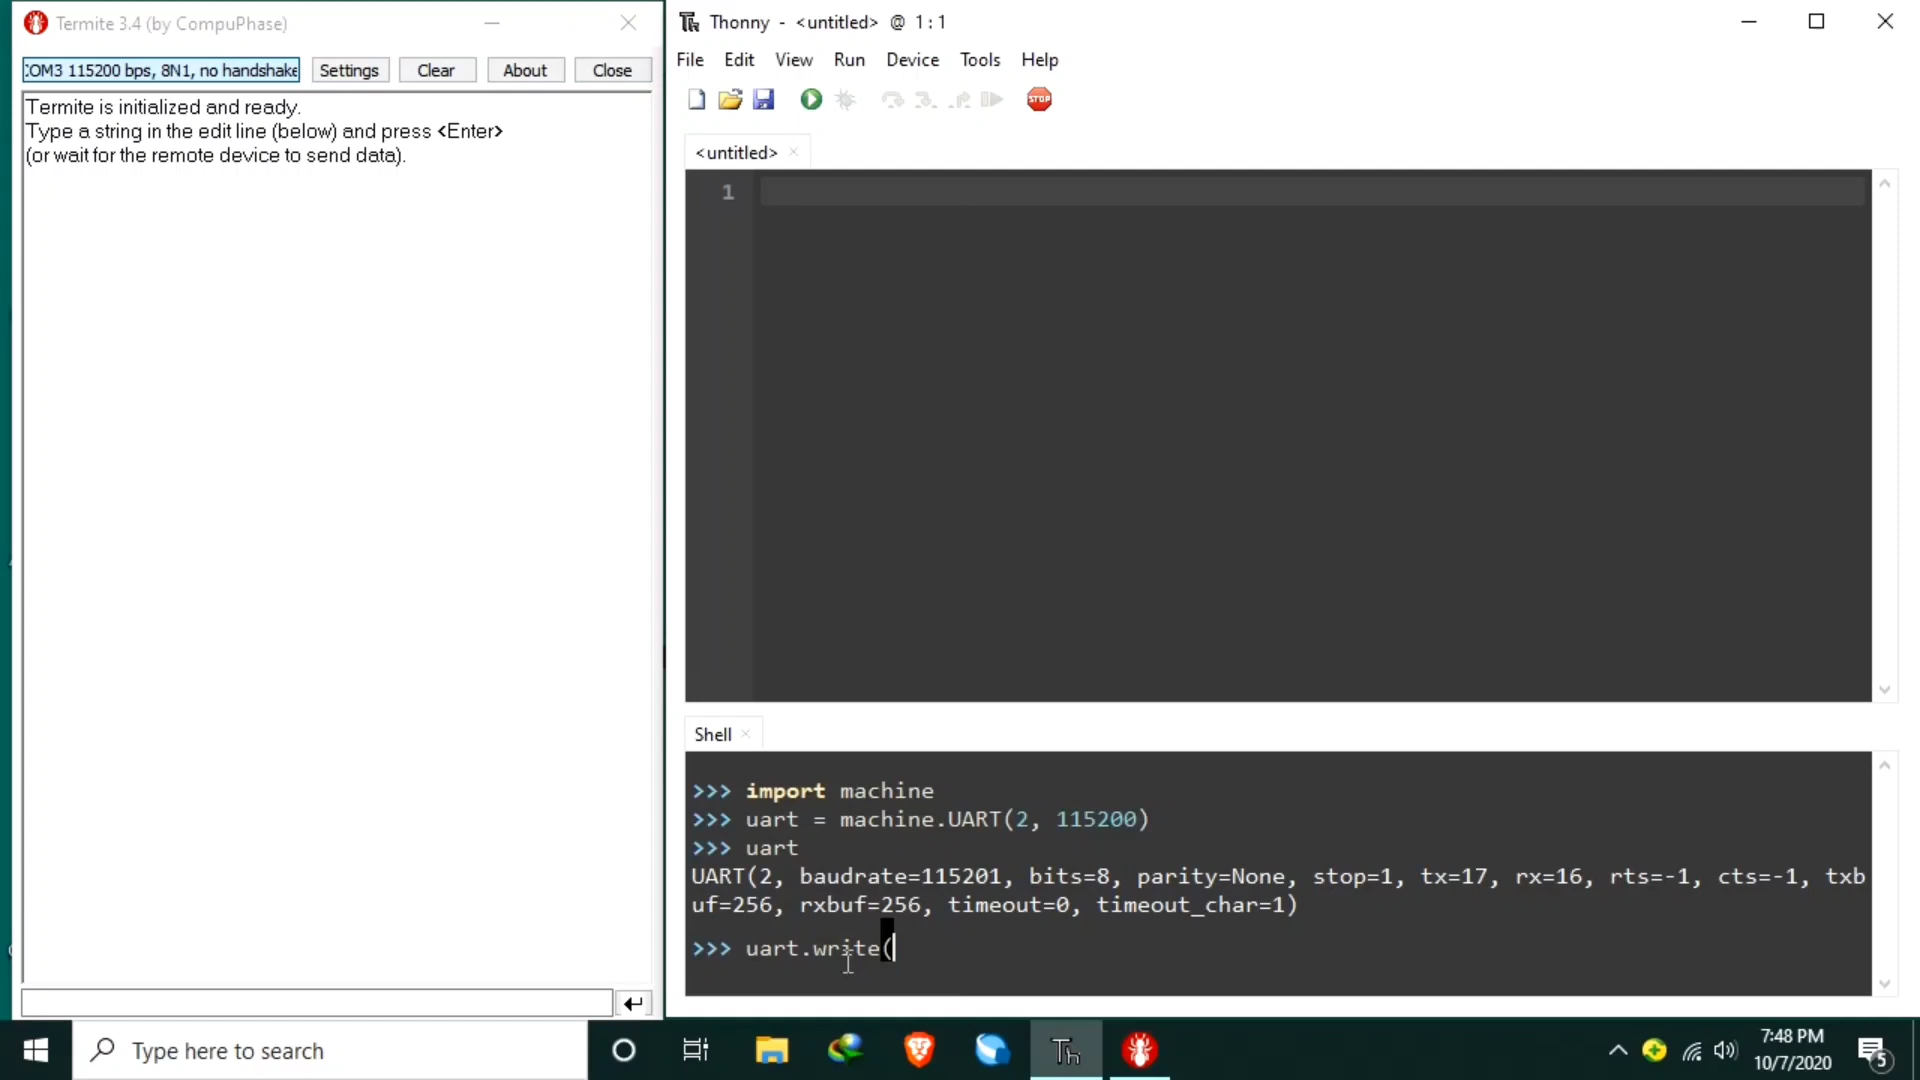 Termite 3.4 (by CompuPhase)
COM3 115200 bps, 8N1, no handshake
Settings
Clear
About
Close
Termite is initialized and ready.
Type a string in the edit line (below) and press <Enter>
(or wait for the remote device to send data).
Th
Thonny - <untitled> @ 1 : 1
File Edit View Run Device Tools Help
STOP
<untitled>
1
Shell
>>> import machine
>>> uart = machine.UART(2, 115200)
>>> uart
UART(2, baudrate=115201, bits=8, parity=None, stop=1, tx=17, rx=16, rts=-1, cts=-1, txb
uf=256, rxbuf=256, timeout=0, timeout_char=1)
>>> uart.write(
Type here to search
Th
7:48 PM
10/7/2020
5